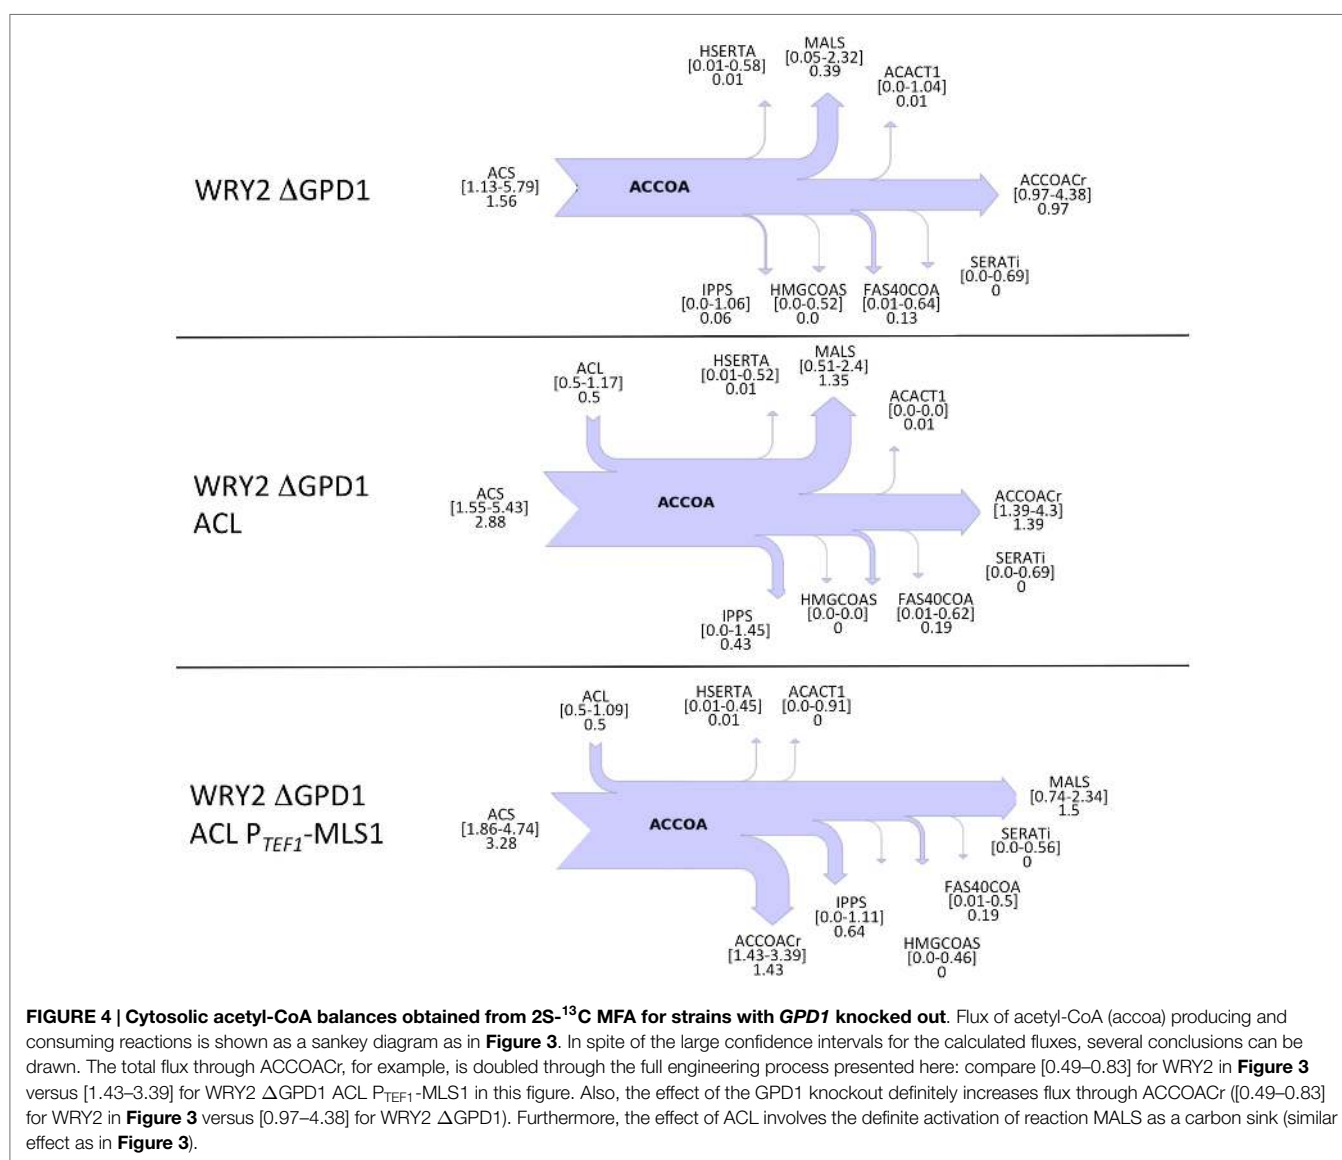 HSERTA
[0.01-0.58]
0.01
MALS
[0.05-2.32]
0.39
ACACT1
[0.0-1.04]
0.01
WRY2 ΔGPD1
ACS
[1.13-5.79]
1.56
ACCOA
ACCOACr
[0.97-4.38]
0.97
IPPS
[0.0-1.06]
0.06
HMGCOAS
[0.0-0.52]
0.0
FAS40COA
[0.01-0.64]
0.13
SERATi
[0.0-0.69]
0
ACL
[0.5-1.17]
0.5
HSERTA
[0.01-0.52]
0.01
MALS
[0.51-2.4]
1.35
ACACT1
[0.0-0.0]
0.01
WRY2 ΔGPD1
ACL
ACS
[1.55-5.43]
2.88
ACCOA
ACCOACr
[1.39-4.3]
1.39
IPPS
[0.0-1.45]
0.43
HMGCOAS
[0.0-0.0]
0
FAS40COA
[0.01-0.62]
0.19
SERATi
[0.0-0.69]
0
ACL
[0.5-1.09]
0.5
HSERTA
[0.01-0.45]
0.01
ACACT1
[0.0-0.91]
0
WRY2 ΔGPD1
ACL PTEF1-MLS1
ACS
[1.86-4.74]
3.28
ACCOA
MALS
[0.74-2.34]
1.5
ACCOACr
[1.43-3.39]
1.43
IPPS
[0.0-1.11]
0.64
HMGCOAS
[0.0-0.46]
0
FAS40COA
[0.01-0.5]
0.19
SERATi
[0.0-0.56]
0
FIGURE 4 | Cytosolic acetyl-CoA balances obtained from 2S-13C MFA for strains with GPD1 knocked out. Flux of acetyl-CoA (accoa) producing and
consuming reactions is shown as a sankey diagram as in Figure 3. In spite of the large confidence intervals for the calculated fluxes, several conclusions can be
drawn. The total flux through ACCOACr, for example, is doubled through the full engineering process presented here: compare [0.49–0.83] for WRY2 in Figure 3
versus [1.43–3.39] for WRY2 ΔGPD1 ACL PTEF1-MLS1 in this figure. Also, the effect of the GPD1 knockout definitely increases flux through ACCOACr ([0.49–0.83]
for WRY2 in Figure 3 versus [0.97–4.38] for WRY2 ΔGPD1). Furthermore, the effect of ACL involves the definite activation of reaction MALS as a carbon sink (similar
effect as in Figure 3).